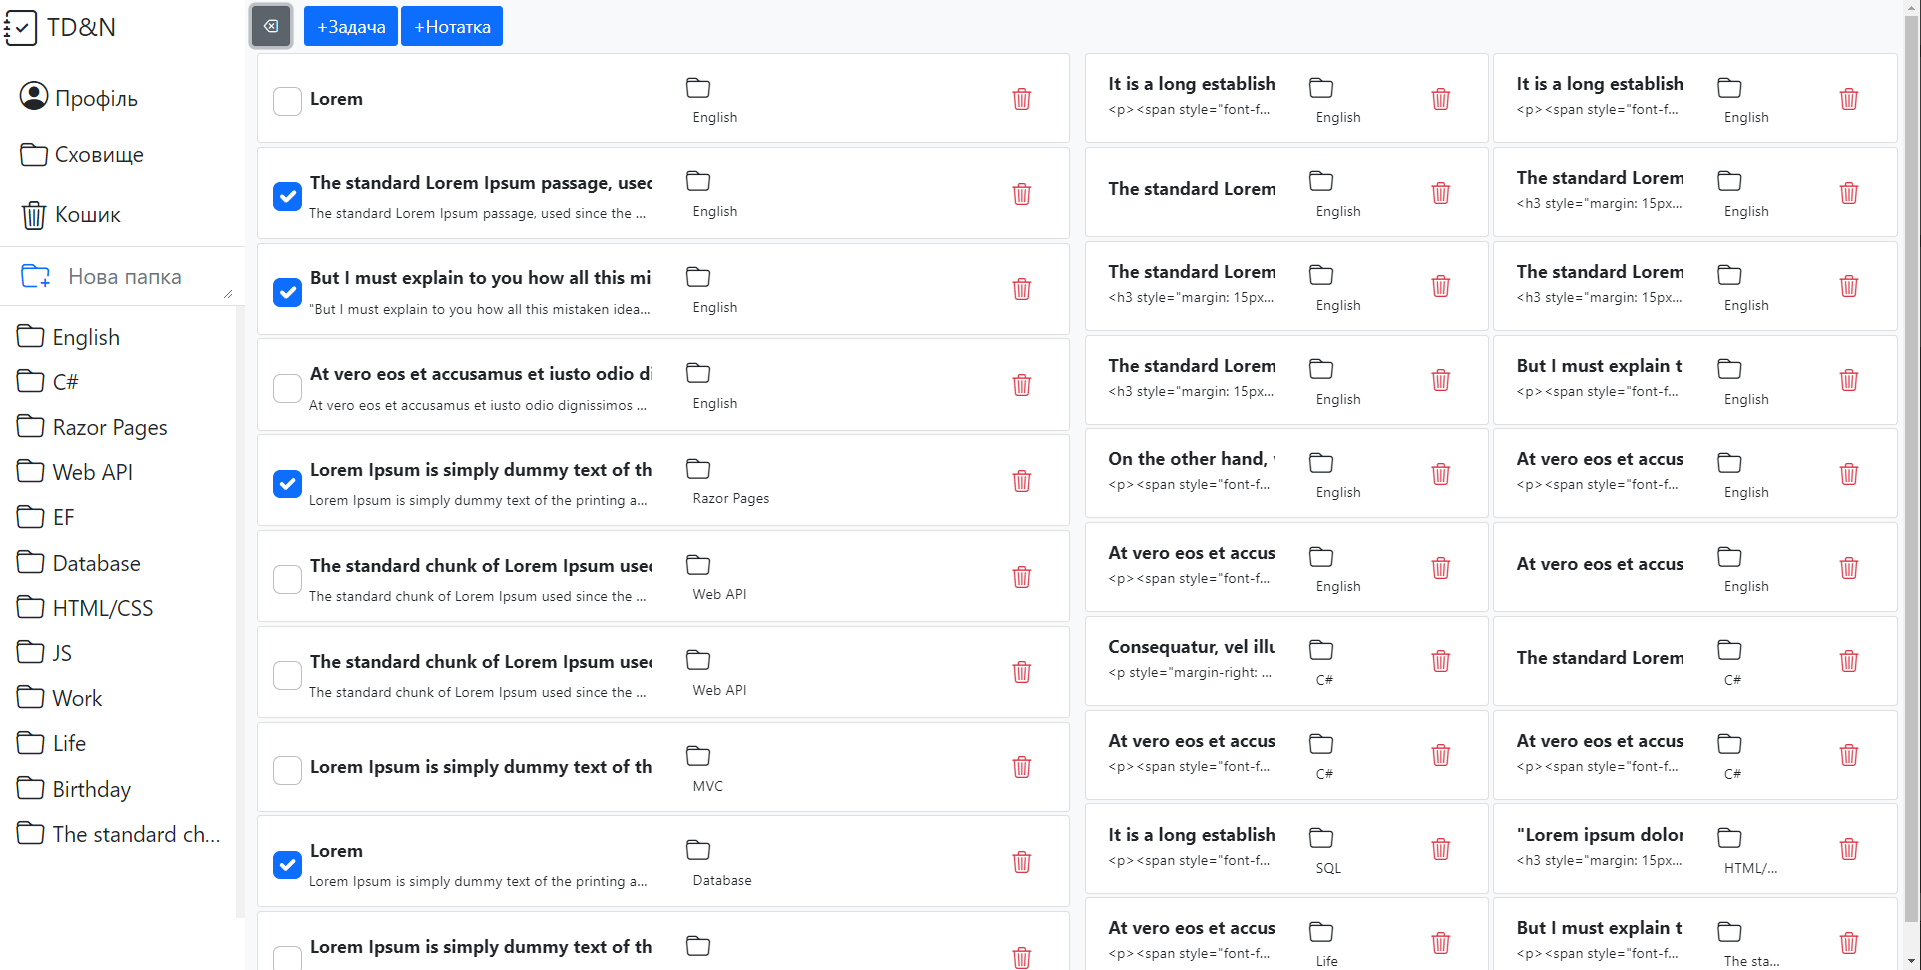 TD&N
Профіль
Сховище
Кошик
Нова папка
English
C#
Razor Pages
Web API
EF
Database
HTML/CSS
JS
Work
Life
Birthday
The standard ch...
+Задача
+Нотатка
Lorem
English
The standard Lorem Ipsum passage, used
The standard Lorem Ipsum passage, used since the ...
English
But I must explain to you how all this mi
"But I must explain to you how all this mistaken idea...
English
At vero eos et accusamus et iusto odio di
At vero eos et accusamus et iusto odio dignissimos ...
English
Lorem Ipsum is simply dummy text of th
Lorem Ipsum is simply dummy text of the printing a...
Razor Pages
The standard chunk of Lorem Ipsum used
The standard chunk of Lorem Ipsum used since the ...
Web API
The standard chunk of Lorem Ipsum used
The standard chunk of Lorem Ipsum used since the ...
Web API
Lorem Ipsum is simply dummy text of th
MVC
Lorem
Lorem Ipsum is simply dummy text of the printing a...
Database
Lorem Ipsum is simply dummy text of th
It is a long establish
<p><span style="font-f...
English
The standard Lorem
English
The standard Lorem
<h3 style="margin: 15px...
English
The standard Lorem
<h3 style="margin: 15px...
English
On the other hand,
<p><span style="font-f...
English
At vero eos et accus
<p><span style="font-f...
English
Consequatur, vel illu
<p style="margin-right: ...
C#
At vero eos et accus
<p><span style="font-f...
C#
It is a long establish
<p><span style="font-f...
SQL
At vero eos et accus
<p><span style="font-f...
Life
It is a long establish
<p><span style="font-f...
English
The standard Lorem
<h3 style="margin: 15px...
English
The standard Lorem
<h3 style="margin: 15px...
English
But I must explain t
<p><span style="font-f...
English
At vero eos et accus
<p><span style="font-f...
English
At vero eos et accus
English
The standard Lorem
C#
At vero eos et accus
<p><span style="font-f...
C#
"Lorem ipsum dolor
<h3 style="margin: 15px...
HTML/...
But I must explain t
<p><span style="font-f...
The sta...